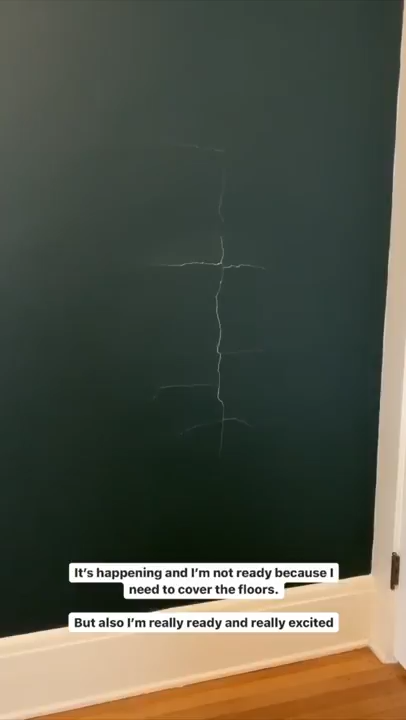 It's happening and I'm not ready because I
need to cover the floors.
But also I'm really ready and really excited